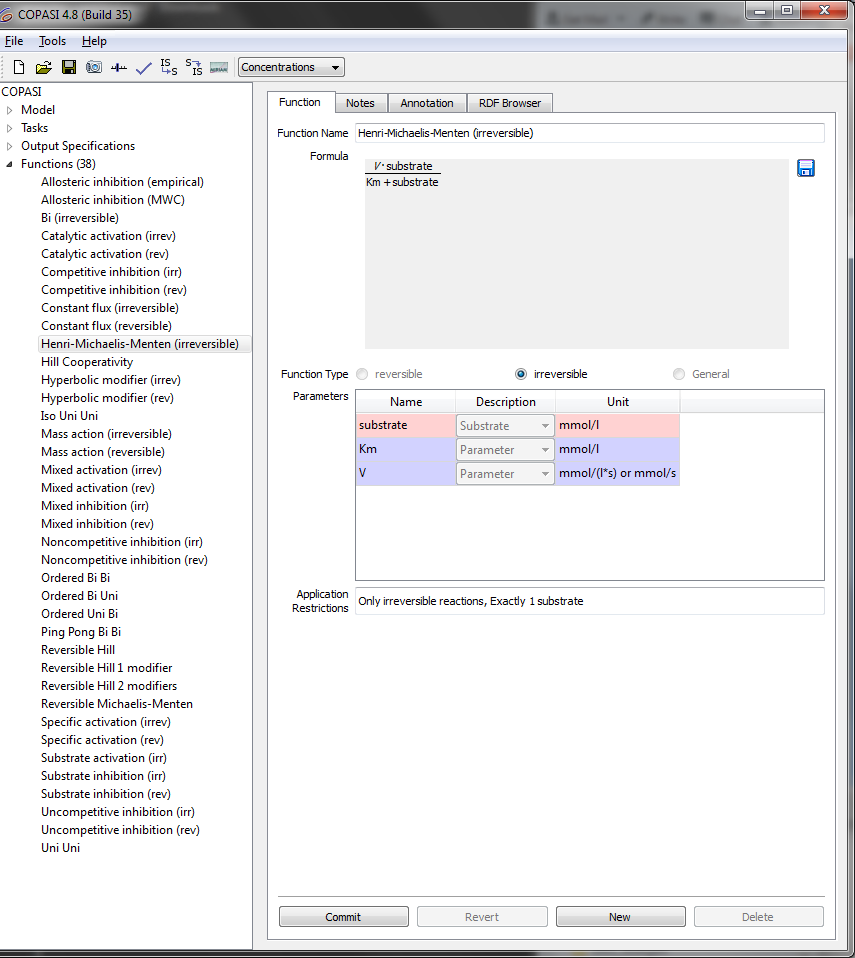 COPASI 4.8 (Build 35)
File Tools Help
IS S S IS Concentrations
COPASI
Model
Tasks
Output Specifications
Functions (38)
Allosteric inhibition (empirical)
Allosteric inhibition (MWC)
Bi (irreversible)
Catalytic activation (irrev)
Catalytic activation (rev)
Competitive inhibition (irr)
Competitive inhibition (rev)
Constant flux (irreversible)
Constant flux (reversible)
Henri-Michaelis-Menten (irreversible)
Hill Cooperativity
Hyperbolic modifier (irrev)
Hyperbolic modifier (rev)
Iso Uni Uni
Mass action (irreversible)
Mass action (reversible)
Mixed activation (irrev)
Mixed activation (rev)
Mixed inhibition (irr)
Mixed inhibition (rev)
Noncompetitive inhibition (irr)
Noncompetitive inhibition (rev)
Ordered Bi Bi
Ordered Bi Uni
Ordered Uni Bi
Ping Pong Bi Bi
Reversible Hill
Reversible Hill 1 modifier
Reversible Hill 2 modifiers
Reversible Michaelis-Menten
Specific activation (irrev)
Specific activation (rev)
Substrate activation (irr)
Substrate inhibition (irr)
Substrate inhibition (rev)
Uncompetitive inhibition (irr)
Uncompetitive inhibition (rev)
Uni Uni
Function Notes Annotation RDF Browser
Function Name Henri-Michaelis-Menten (irreversible)
Formula
V · substrate
Km + substrate
Function Type reversible irreversible General
Parameters
Name Description Unit
substrate Substrate mmol/l
Km Parameter mmol/l
V Parameter mmol/(l*s) or mmol/s
Application Restrictions
Only irreversible reactions, Exactly 1 substrate
Commit Revert New Delete